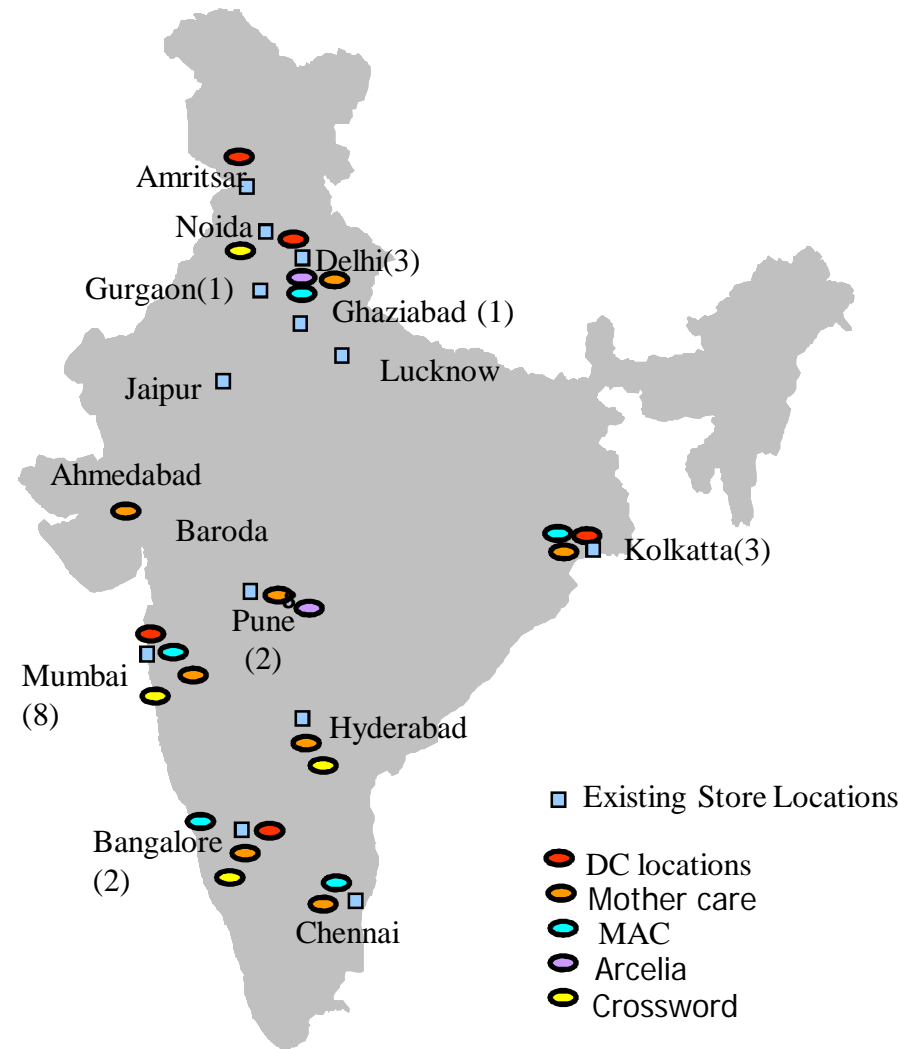 Amritsar
Noida
Delhi(3)
Gurgaon(1)
Ghaziabad (1)
Lucknow
Jaipur
Ahmedabad
Baroda
Kolkatta(3)
Pune
(2)
Mumbai
(8)
Hyderabad
Existing Store Locations
Bangalore
(2)
DC locations
Mother care
MAC
Chennai
Arcelia
Crossword